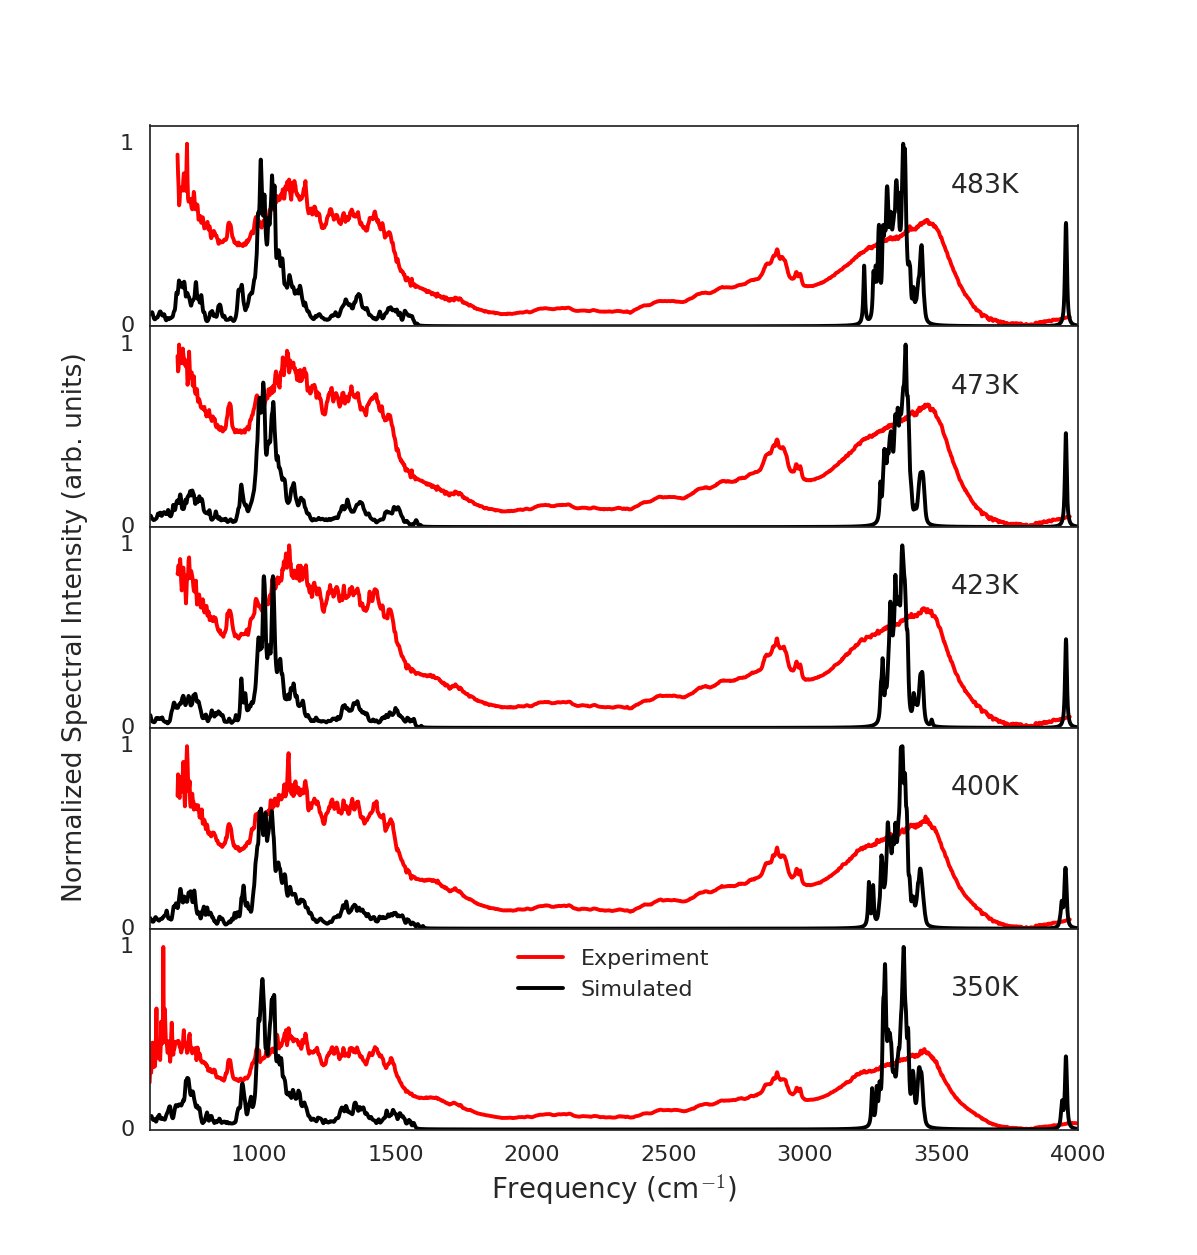 1
483K
0
1
473K
0
1
423K
0
1
400K
0
1
Experiment
Simulated
350K
0
1000 1500 2000 2500 3000 3500 4000
Frequency (cm⁻¹)
Normalized Spectral Intensity (arb. units)